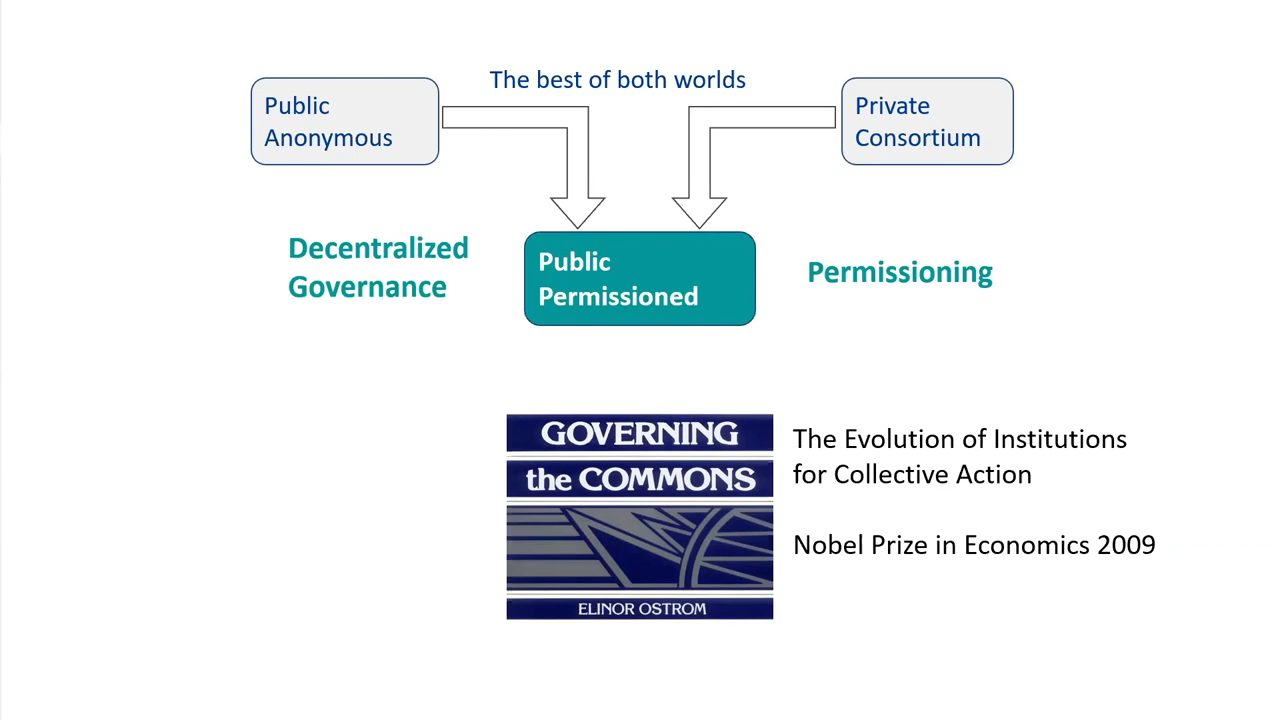 The best of both worlds
Public
Anonymous
Private
Consortium
Decentralized
Governance
Public
Permissioned
Permissioning
GOVERNING
the COMMONS
ELINOR OSTROM
The Evolution of Institutions
for Collective Action
Nobel Prize in Economics 2009